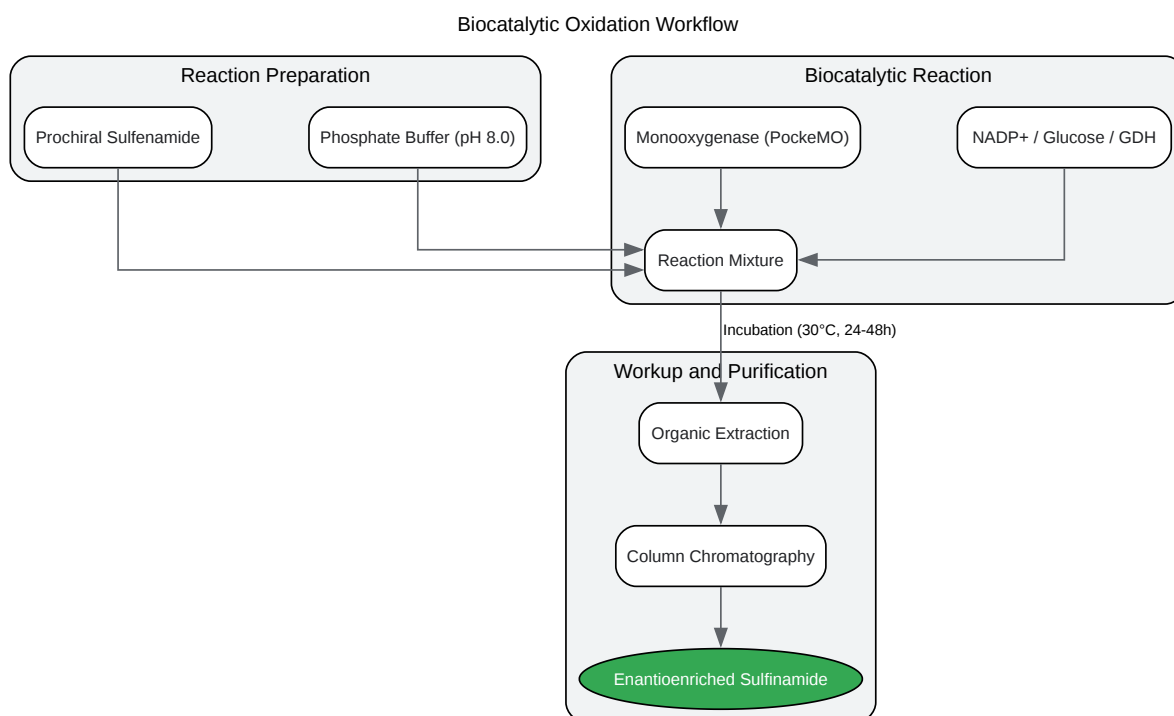 Biocatalytic Oxidation Workflow
Reaction Preparation
Biocatalytic Reaction
Prochiral Sulfenamide
Phosphate Buffer (pH 8.0)
Monooxygenase (PockeMO)
NADP+ / Glucose / GDH
Reaction Mixture
Incubation (30°C, 24-48h)
Workup and Purification
Organic Extraction
Column Chromatography
Enantioenriched Sulfinamide